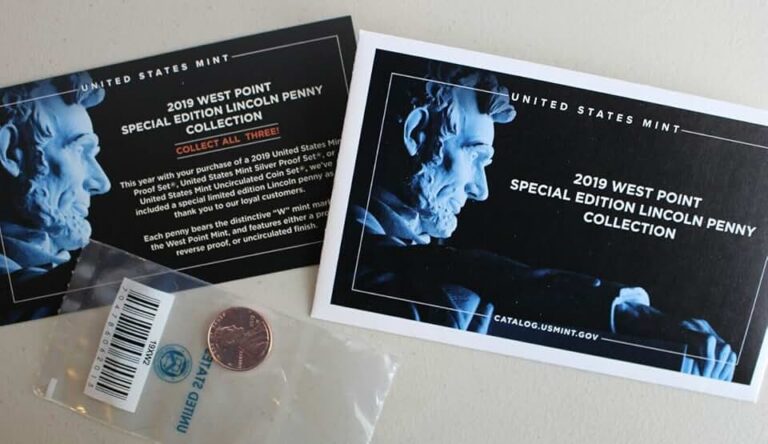 UNITED STATES MINT
2019 WEST POINT
SPECIAL EDITION LINCOLN PENNY
COLLECTION
COLLECT ALL THREE!
This year with your purchase of a 2019 United States Mint
Proof Set®, United States Mint Silver Proof Set®, or
United States Mint Uncirculated Coin Set®, we've
included a special limited edition Lincoln penny as
thank you to our loyal customers.
Each penny bears the distinctive "W" mint mark
the West Point Mint, and features either a pro
reverse proof, or uncirculated finish.
UNITED STATES MINT
2019 WEST POINT
SPECIAL EDITION LINCOLN PENNY
COLLECTION
CATALOG.USMINT.GOV
19XW2
UNITED STATES